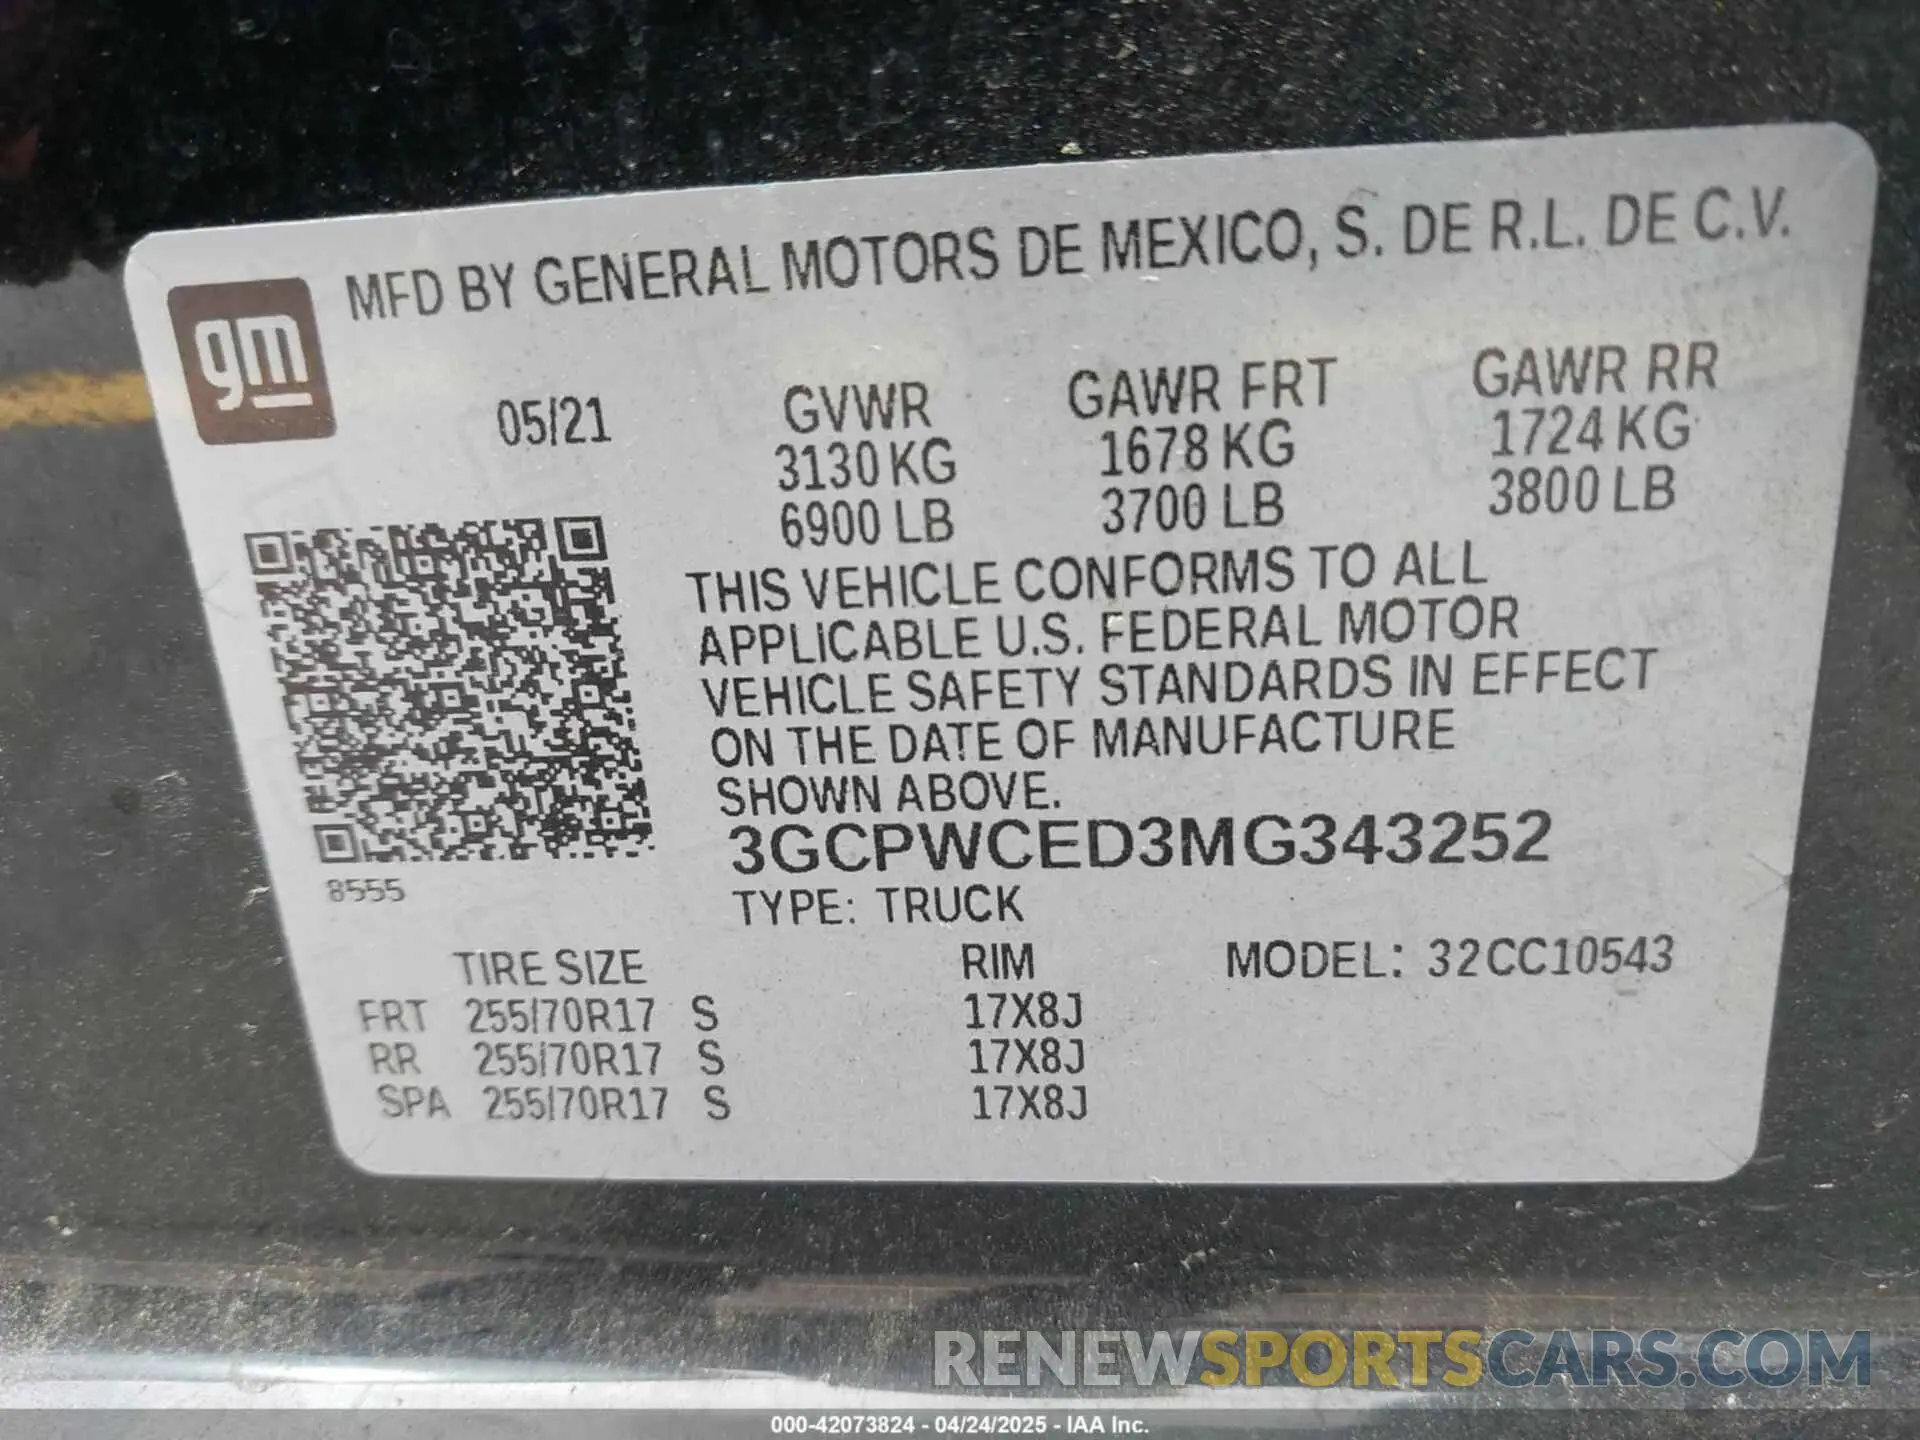 MFD BY GENERAL MOTORS DE MEXICO, S. DE R.L. DE C.V.
gm
05/21 GVWR GAWR FRT GAWR RR
3130 KG 1678 KG 1724 KG
6900 LB 3700 LB 3800 LB
THIS VEHICLE CONFORMS TO ALL
APPLICABLE U.S. FEDERAL MOTOR
VEHICLE SAFETY STANDARDS IN EFFECT
ON THE DATE OF MANUFACTURE
SHOWN ABOVE.
3GCPWCED3MG343252
8555
TYPE: TRUCK
TIRE SIZE RIM MODEL: 32CC10543
FRT 255/70R17 S 17X8J
RR 255/70R17 S 17X8J
SPA 255/70R17 S 17X8J
RENEWSPORTSCARS.COM
000-42073824 - 04/24/2025 - IAA Inc.